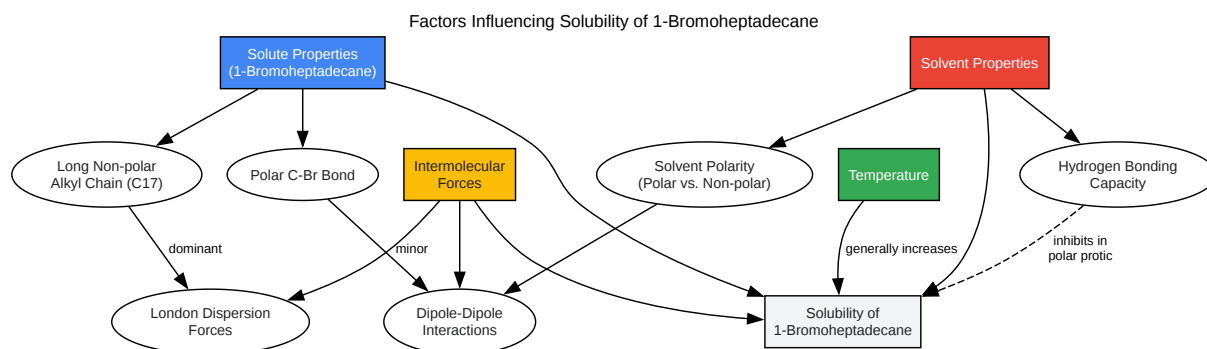 Factors Influencing Solubility of 1-Bromoheptadecane
Solute Properties
(1-Bromoheptadecane)
Solvent Properties
Long Non-polar
Alkyl Chain (C17)
Polar C-Br Bond
Intermolecular
Forces
Solvent Polarity
(Polar vs. Non-polar)
Temperature
Hydrogen Bonding
Capacity
dominant
minor
generally increases
inhibits in
polar protic
London Dispersion
Forces
Dipole-Dipole
Interactions
Solubility of
1-Bromoheptadecane